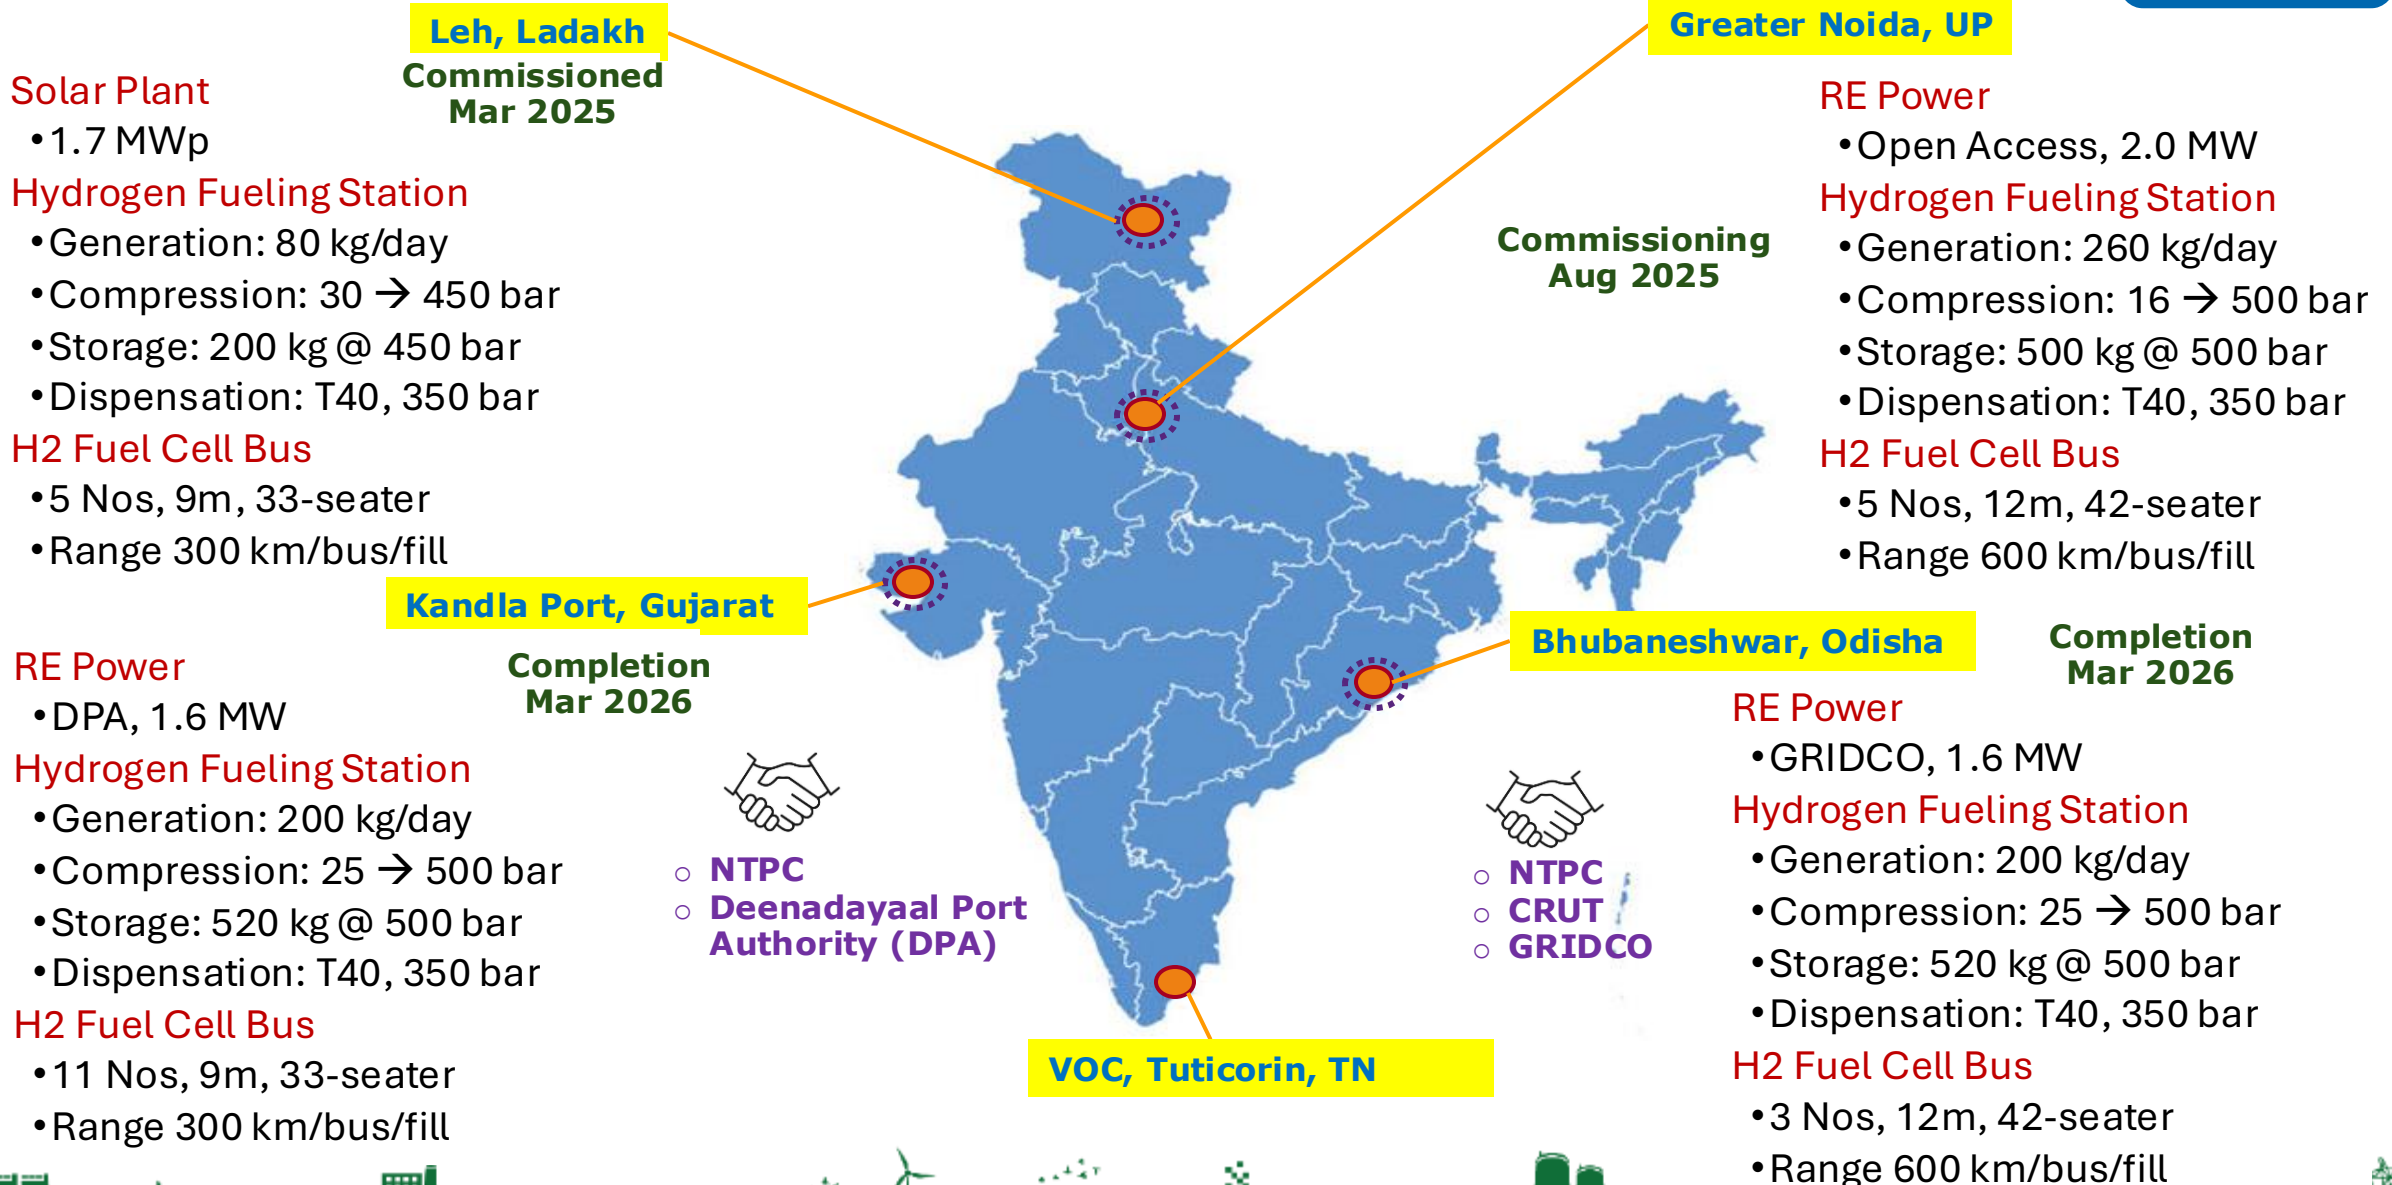 Leh, Ladakh
Commissioned
Mar 2025
Solar Plant
•1.7 MWp
Hydrogen Fueling Station
•Generation: 80 kg/day
•Compression: 30 → 450 bar
•Storage: 200 kg @ 450 bar
•Dispensation: T40, 350 bar
H2 Fuel Cell Bus
•5 Nos, 9m, 33-seater
•Range 300 km/bus/fill
Greater Noida, UP
Commissioning
Aug 2025
RE Power
•Open Access, 2.0 MW
Hydrogen Fueling Station
•Generation: 260 kg/day
•Compression: 16 → 500 bar
•Storage: 500 kg @ 500 bar
•Dispensation: T40, 350 bar
H2 Fuel Cell Bus
•5 Nos, 12m, 42-seater
•Range 600 km/bus/fill
Kandla Port, Gujarat
Completion
Mar 2026
RE Power
•DPA, 1.6 MW
Hydrogen Fueling Station
•Generation: 200 kg/day
•Compression: 25 → 500 bar
•Storage: 520 kg @ 500 bar
•Dispensation: T40, 350 bar
H2 Fuel Cell Bus
•11 Nos, 9m, 33-seater
•Range 300 km/bus/fill
○ NTPC
○ Deenadayaal Port
Authority (DPA)
Bhubaneshwar, Odisha
Completion
Mar 2026
RE Power
•GRIDCO, 1.6 MW
Hydrogen Fueling Station
•Generation: 200 kg/day
•Compression: 25 → 500 bar
•Storage: 520 kg @ 500 bar
•Dispensation: T40, 350 bar
H2 Fuel Cell Bus
•3 Nos, 12m, 42-seater
•Range 600 km/bus/fill
○ NTPC
○ CRUT
○ GRIDCO
VOC, Tuticorin, TN